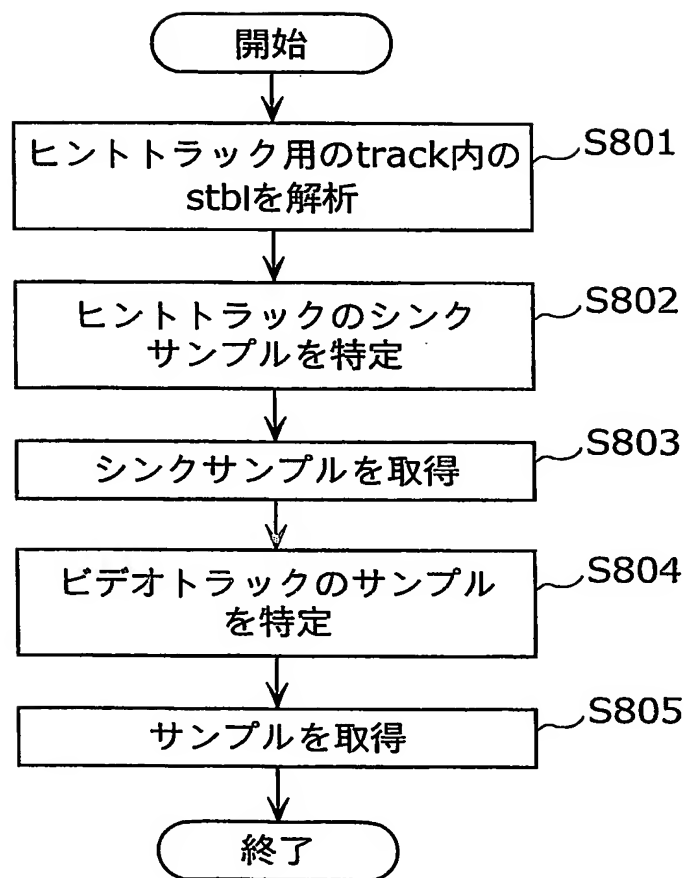 開始
ヒントトラック用のtrack内の
stblを解析
S801
ヒントトラックのシンク
サンプルを特定
S802
シンクサンプルを取得
S803
ビデオトラックのサンプル
を特定
S804
サンプルを取得
S805
終了